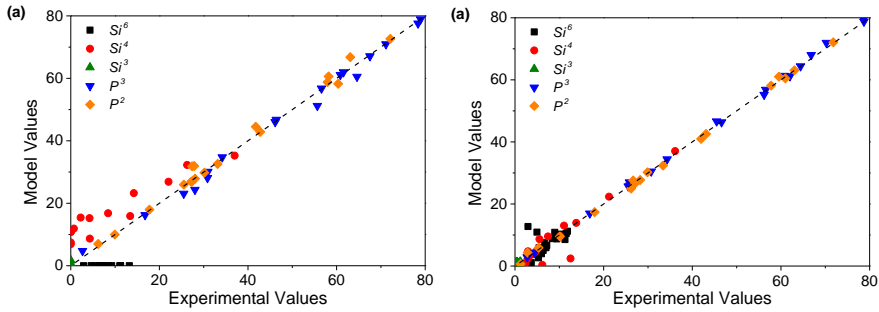 (a)
80
60
40
20
0
Model Values
Si⁶
Si⁴
Si³
P³
P²
0 20 40 60 80
Experimental Values
(a)
80
60
40
20
0
Model Values
Si⁶
Si⁴
Si³
P³
P²
0 20 40 60 80
Experimental Values